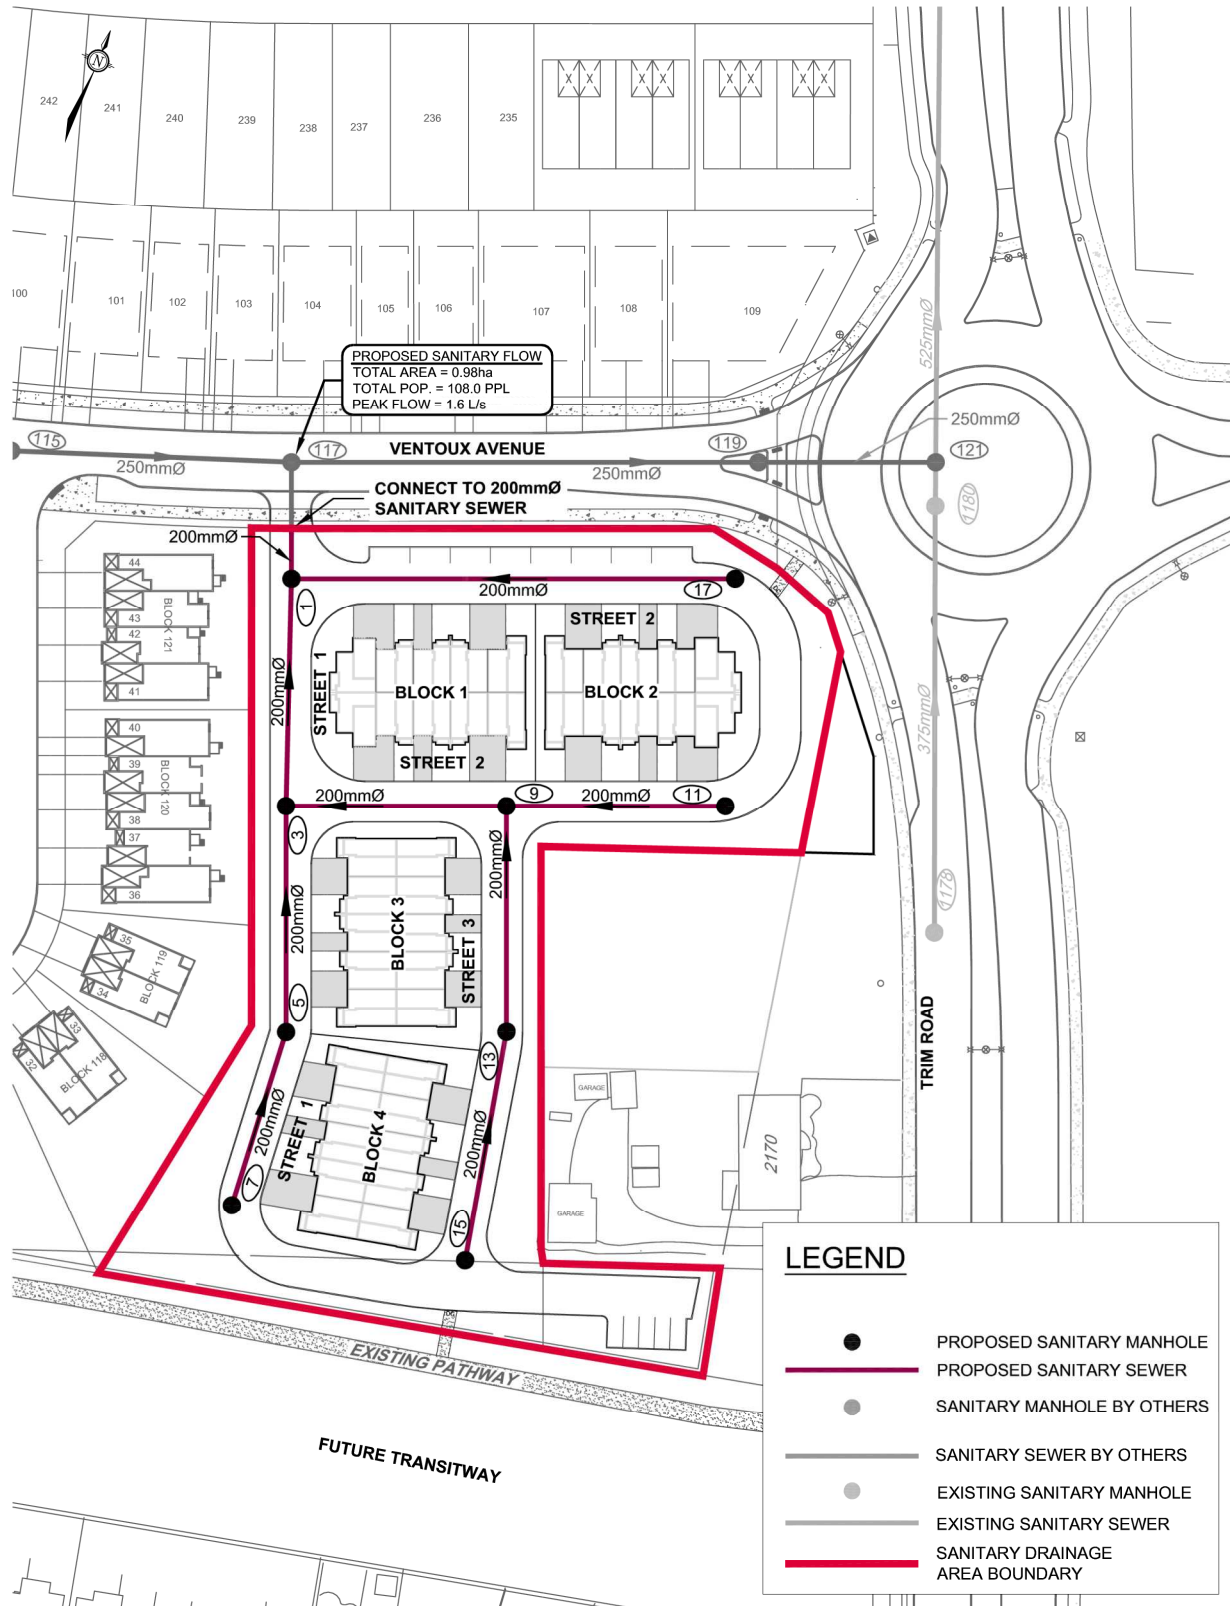 N
242
241
240
239
238
237
236
235
X X X X
X X X X
100
101
102
103
104
105
106
107
108
109
PROPOSED SANITARY FLOW
TOTAL AREA = 0.98ha
TOTAL POP. = 108.0 PPL
PEAK FLOW = 1.6 L/s
525mmØ
115
117
VENTOUX AVENUE
119
250mmØ
121
250mmØ
250mmØ
1180
CONNECT TO 200mmØ
SANITARY SEWER
200mmØ
44
43
42
41
BLOCK 121
1
200mmØ
17
STREET 2
STREET 1
BLOCK 1
BLOCK 2
STREET 2
200mmØ
375mmØ
40
39
38
37
36
BLOCK 120
200mmØ
9
11
200mmØ
3
200mmØ
200mmØ
BLOCK 3
STREET 3
1178
35
34
BLOCK 119
33
32
BLOCK 118
5
13
TRIM ROAD
200mmØ
STREET 1
BLOCK 4
200mmØ
7
15
GARAGE
GARAGE
2170
EXISTING PATHWAY
FUTURE TRANSITWAY
LEGEND
PROPOSED SANITARY MANHOLE
PROPOSED SANITARY SEWER
SANITARY MANHOLE BY OTHERS
SANITARY SEWER BY OTHERS
EXISTING SANITARY MANHOLE
EXISTING SANITARY SEWER
SANITARY DRAINAGE
AREA BOUNDARY